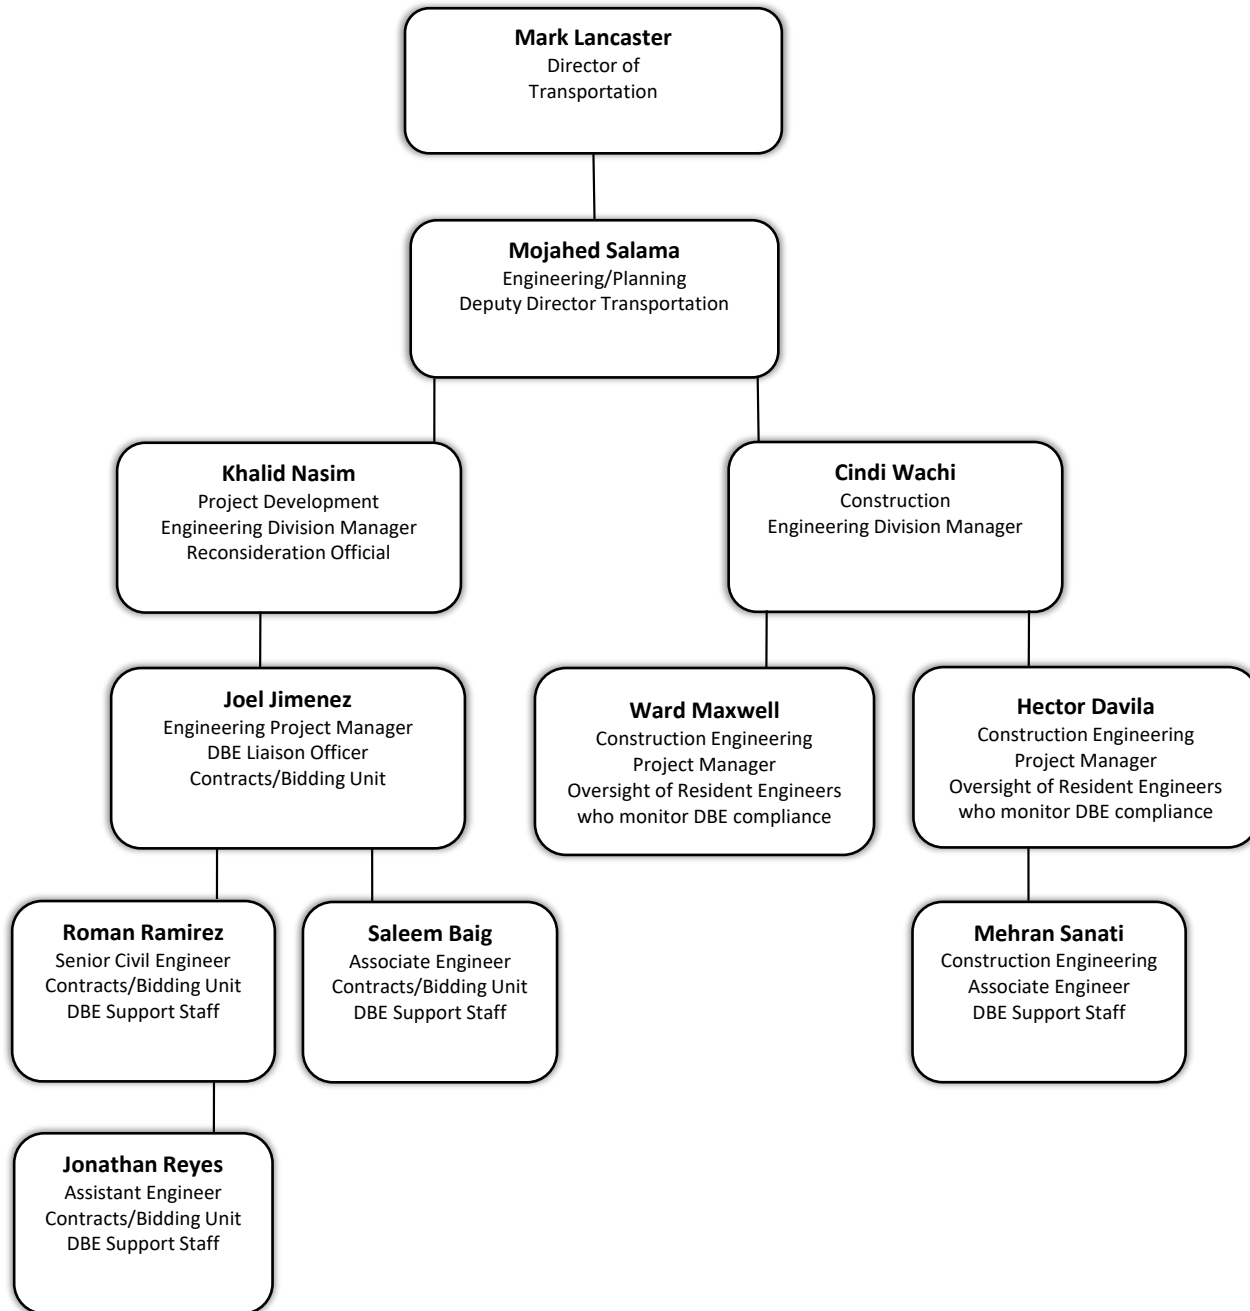 Mark Lancaster
Director of
Transportation
Mojahed Salama
Engineering/Planning
Deputy Director Transportation
Khalid Nasim
Project Development
Engineering Division Manager
Reconsideration Official
Cindi Wachi
Construction
Engineering Division Manager
Joel Jimenez
Engineering Project Manager
DBE Liaison Officer
Contracts/Bidding Unit
Ward Maxwell
Construction Engineering
Project Manager
Oversight of Resident Engineers
who monitor DBE compliance
Hector Davila
Construction Engineering
Project Manager
Oversight of Resident Engineers
who monitor DBE compliance
Roman Ramirez
Senior Civil Engineer
Contracts/Bidding Unit
DBE Support Staff
Saleem Baig
Associate Engineer
Contracts/Bidding Unit
DBE Support Staff
Mehran Sanati
Construction Engineering
Associate Engineer
DBE Support Staff
Jonathan Reyes
Assistant Engineer
Contracts/Bidding Unit
DBE Support Staff